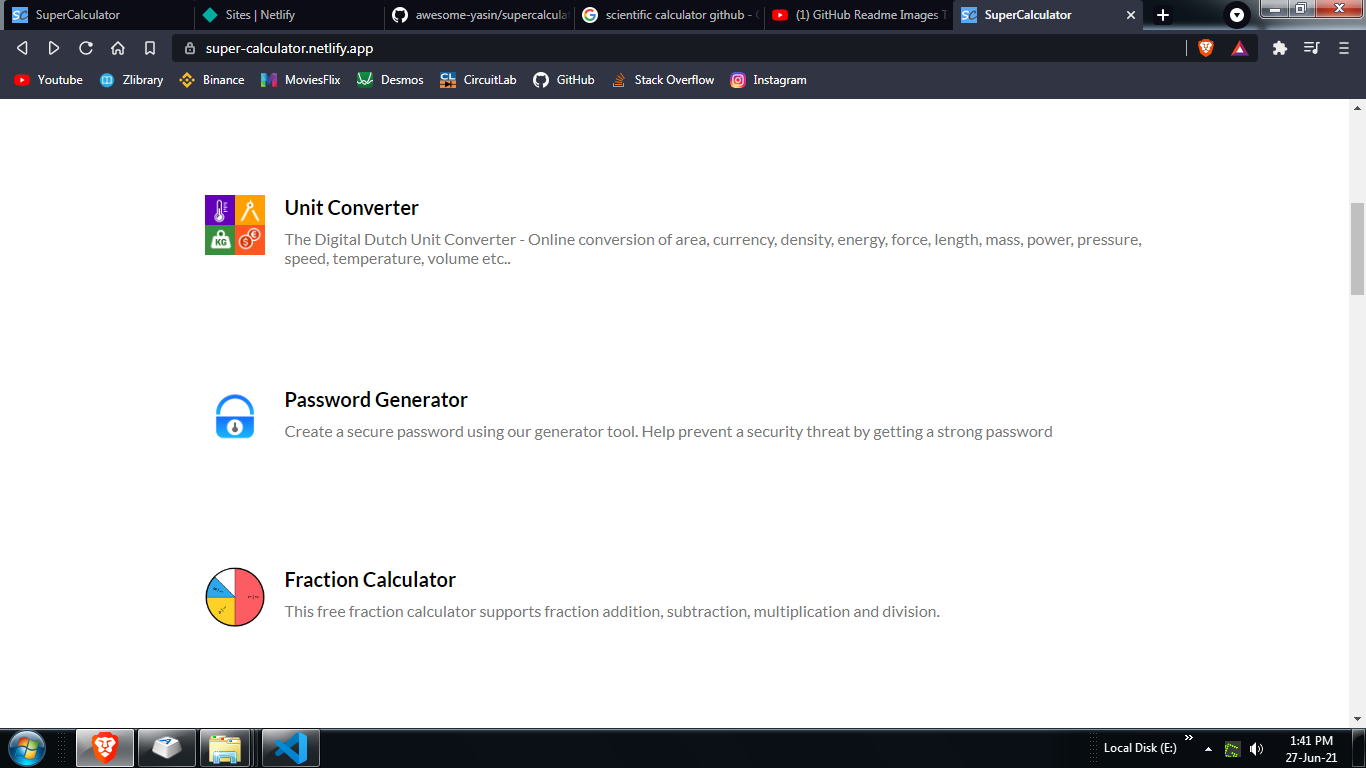 SuperCalculator
Sites | Netlify
awesome-yasin/supercalcula
scientific calculator github -
(1) GitHub Readme Images T
SuperCalculator
super-calculator.netlify.app
Youtube
Zlibrary
Binance
MoviesFlix
Desmos
CircuitLab
GitHub
Stack Overflow
Instagram
Unit Converter
The Digital Dutch Unit Converter - Online conversion of area, currency, density, energy, force, length, mass, power, pressure,
speed, temperature, volume etc..
KG
Password Generator
Create a secure password using our generator tool. Help prevent a security threat by getting a strong password
Fraction Calculator
This free fraction calculator supports fraction addition, subtraction, multiplication and division.
Local Disk (E:)
1:41 PM
27-Jun-21